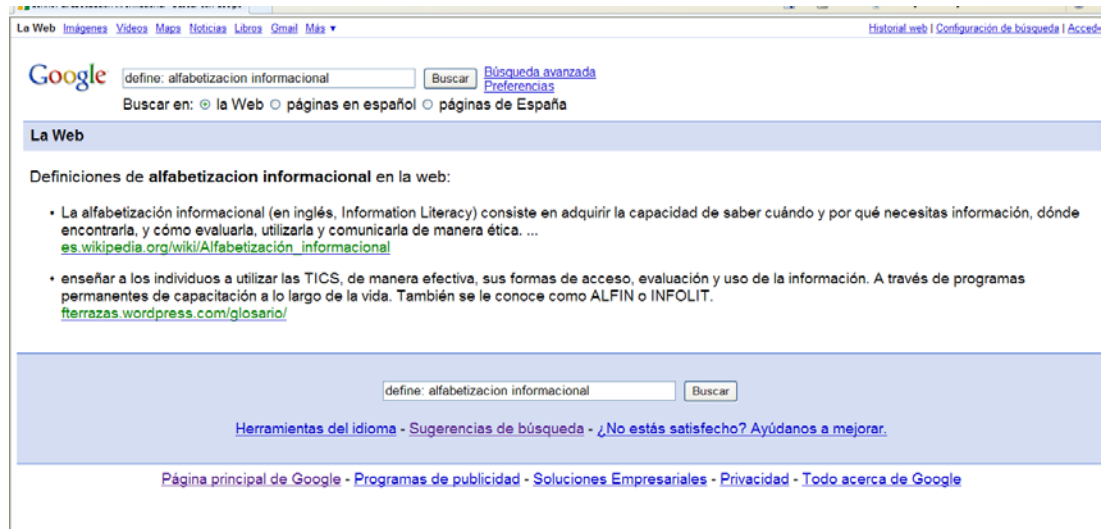 La Web Imágenes Vídeos Maps Noticias Libros Gmail Más ▼ Historial web | Configuración de búsqueda |
Google define: alfabetizacion informacional Buscar Búsqueda avanzada
Preferencias
Buscar en: la Web páginas en español páginas de España
La Web
Definiciones de alfabetizacion informacional en la web:
• La alfabetización informacional (en inglés, Information Literacy) consiste en adquirir la capacidad de saber cuándo y por qué necesitas información, dónde
encontrarla, y cómo evaluarla, utilizarla y comunicarla de manera ética. ...
es.wikipedia.org/wiki/Alfabetización_informacional
• enseñar a los individuos a utilizar las TICS, de manera efectiva, sus formas de acceso, evaluación y uso de la información. A través de programas
permanentes de capacitación a lo largo de la vida. También se le conoce como ALFIN o INFOLIT.
fterrazas.wordpress.com/glosario/
define: alfabetizacion informacional Buscar
Herramientas del idioma - Sugerencias de búsqueda - ¿No estás satisfecho? Ayúdanos a mejorar.
Página principal de Google - Programas de publicidad - Soluciones Empresariales - Privacidad - Todo acerca de Google